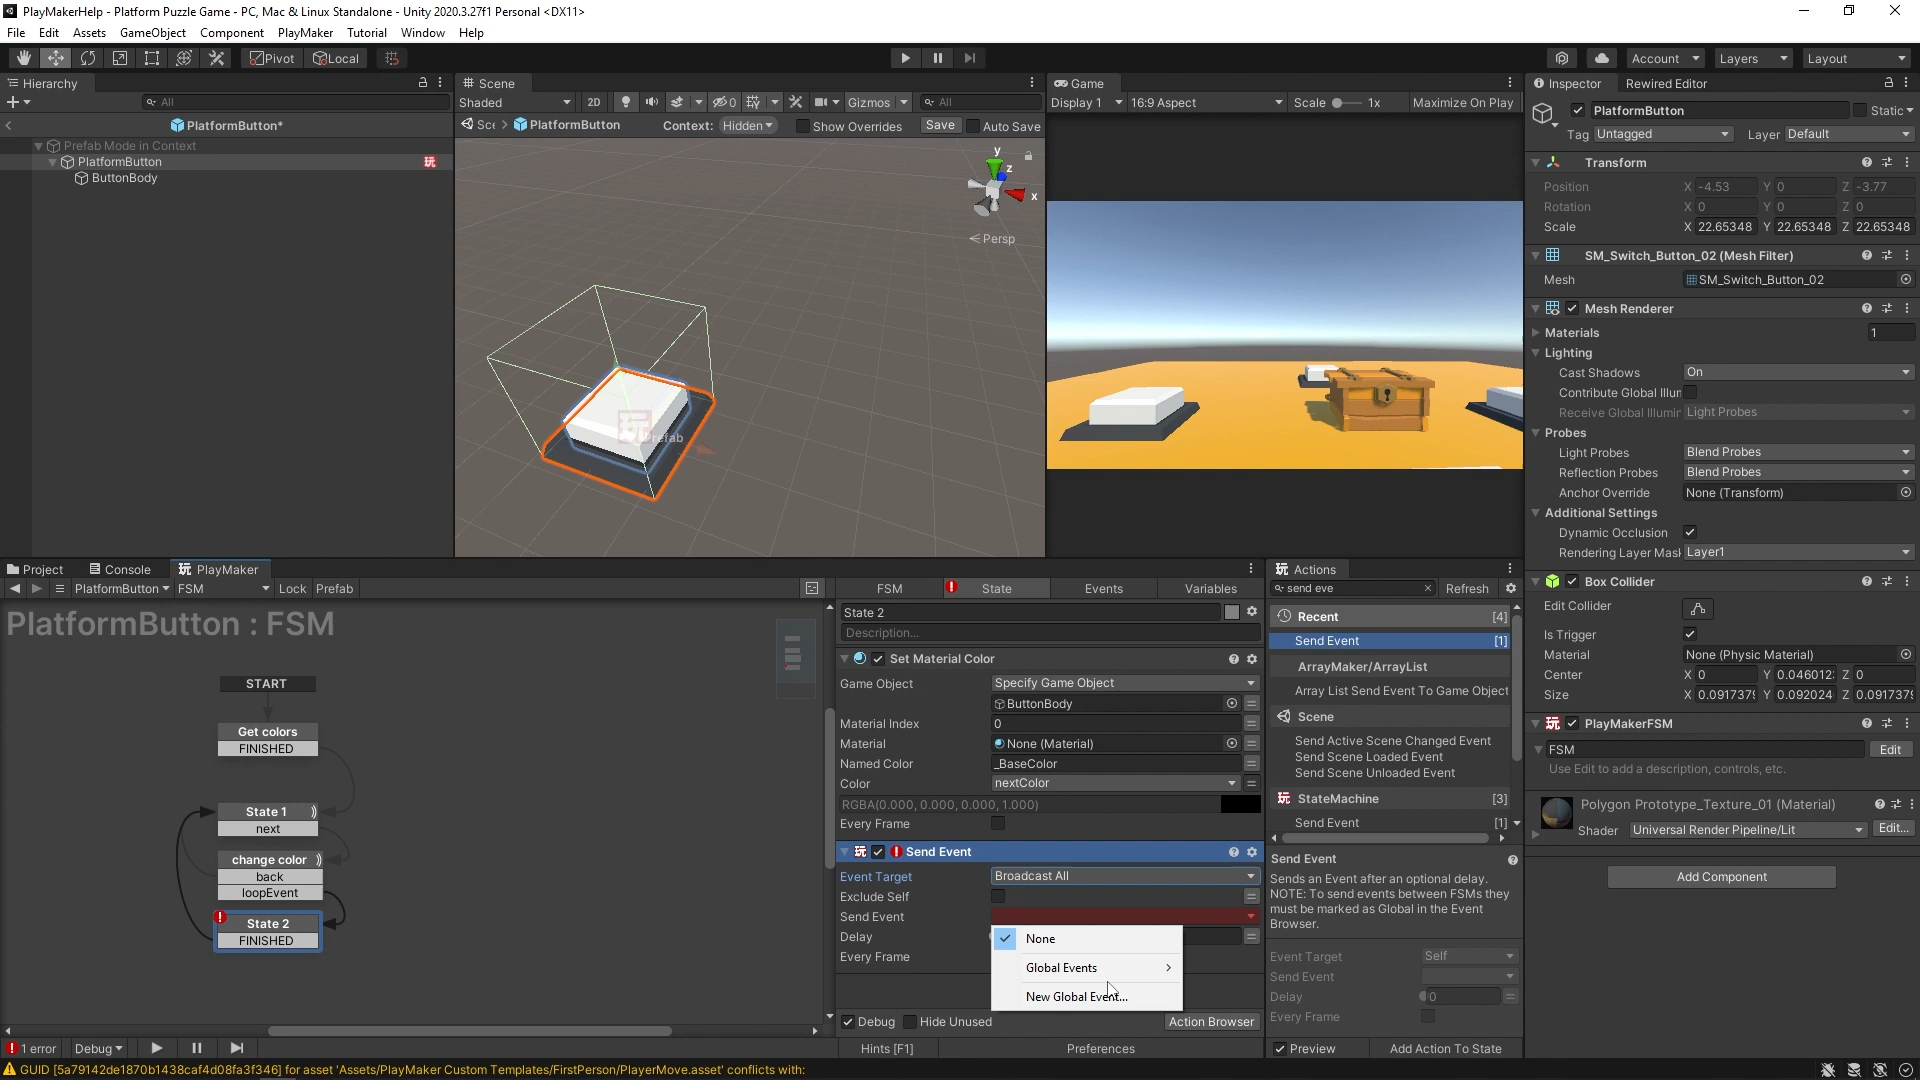 PlayMakerHelp - Platform Puzzle Game - PC, Mac & Linux Standalone - Unity 2020.3.27f1 Personal <DX11>
File Edit Assets GameObject Component PlayMaker Tutorial Window Help
Pivot Local Account Layers Layout
Hierarchy
All
PlatformButton*
Prefab Mode in Context
PlatformButton
ButtonBody
Scene
Shaded 2D 0 Gizmos All
Sce PlatformButton Context: Hidden Show Overrides Save Auto Save
y
z
x
Persp
Prefab
Game
Display 1 16:9 Aspect Scale 1x Maximize On Play
Inspector Rewired Editor
PlatformButton Static
Tag Untagged Layer Default
Transform
Position X -4.53 Y 0 Z -3.77
Rotation X 0 Y 0 Z 0
Scale X 22.65348 Y 22.65348 Z 22.65348
SM_Switch_Button_02 (Mesh Filter)
Mesh SM_Switch_Button_02
Mesh Renderer
Materials 1
Lighting
Cast Shadows On
Contribute Global Illur
Receive Global Illumir Light Probes
Probes
Light Probes Blend Probes
Reflection Probes Blend Probes
Anchor Override None (Transform)
Additional Settings
Dynamic Occlusion
Rendering Layer Mask Layer1
Box Collider
Edit Collider
Is Trigger
Material None (Physic Material)
Center X 0 Y 0.046012 Z 0
Size X 0.091737 Y 0.092024 Z 0.091737
PlayMakerFSM
FSM Edit
Use Edit to add a description, controls, etc.
Polygon Prototype_Texture_01 (Material)
Shader Universal Render Pipeline/Lit Edit...
Add Component
Project Console PlayMaker
PlatformButton FSM Lock Prefab
PlatformButton : FSM
START
Get colors
FINISHED
State 1
next
change color
back
loopEvent
State 2
FINISHED
1 error Debug
FSM State Events Variables
State 2
Description...
Set Material Color
Game Object Specify Game Object
ButtonBody
Material Index 0
Material None (Material)
Named Color _BaseColor
Color nextColor
RGBA(0.000, 0.000, 0.000, 1.000)
Every Frame
Send Event
Event Target Broadcast All
Exclude Self
Send Event
Delay
Every Frame
None
Global Events
New Global Event...
Debug Hide Unused Action Browser
Hints [F1] Preferences
Actions
send eve Refresh
Recent [4]
Send Event [1]
ArrayMaker/ArrayList
Array List Send Event To Game Object
Scene
Send Active Scene Changed Event
Send Scene Loaded Event
Send Scene Unloaded Event
StateMachine [3]
Send Event [1]
Send Event
Sends an Event after an optional delay.
NOTE: To send events between FSMs they
must be marked as Global in the Event
Browser.
Event Target Self
Send Event
Delay 0
Every Frame
Preview Add Action To State
GUID [5a79142de1870b1438caf4d08fa3f346] for asset 'Assets/PlayMaker Custom Templates/FirstPerson/PlayerMove.asset' conflicts with: